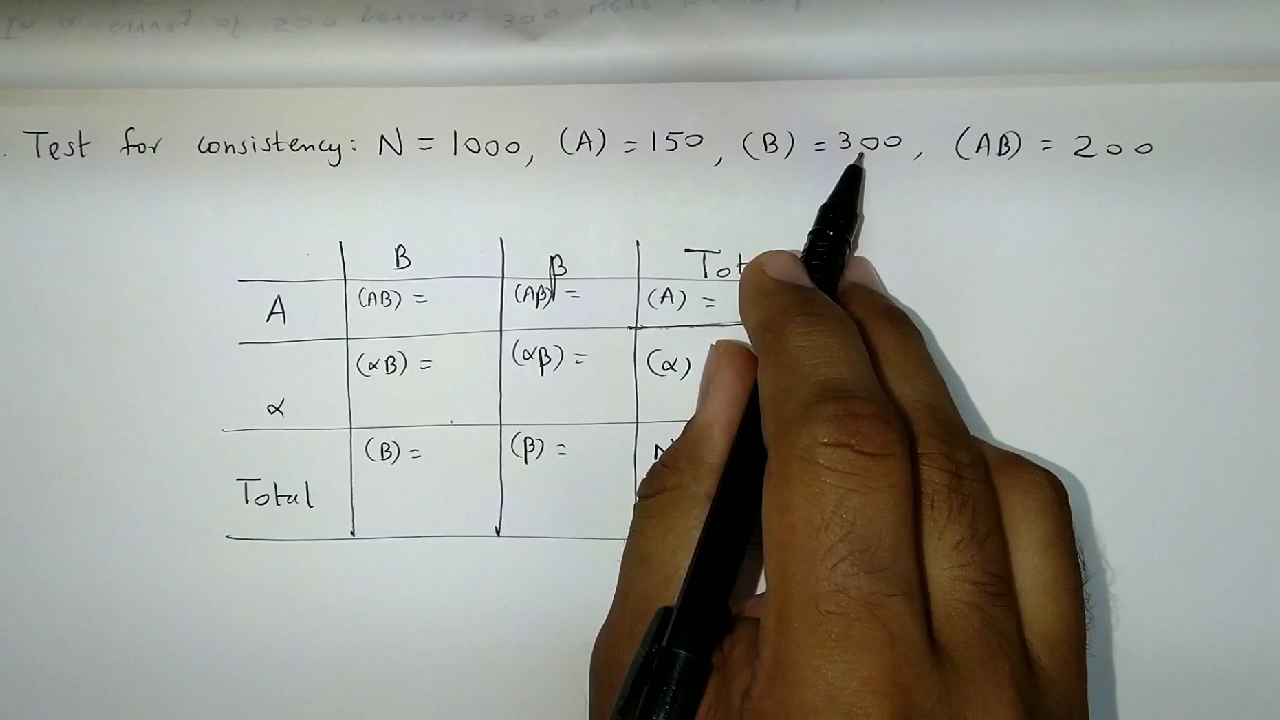 Test for consistency: N = 1000, (A) = 150, (B) = 300, (AB) = 200
B β
A (AB) = (Aβ) = (A) =
(αB) = (αβ) = (α)
α
(B) = (β) = N
Total